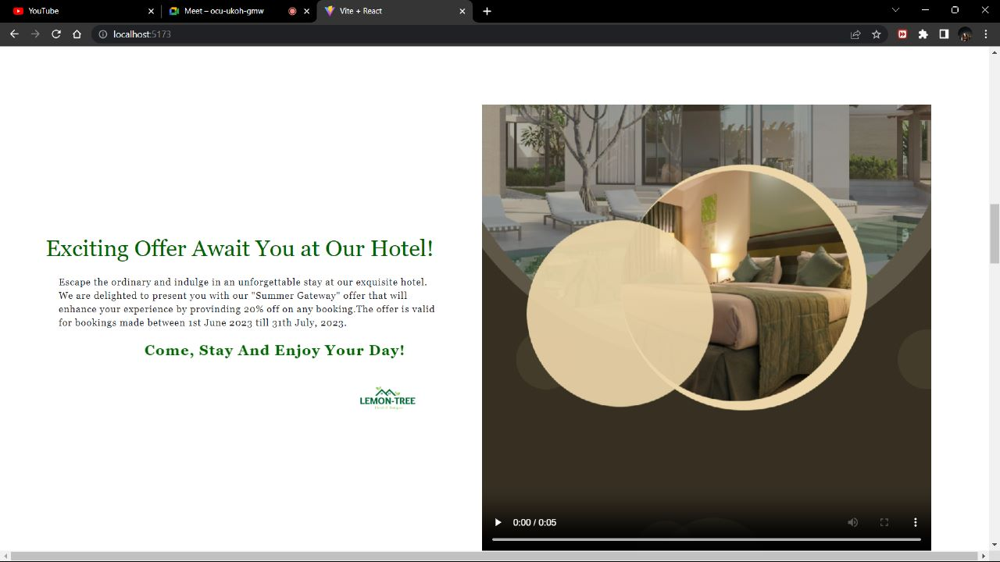 YouTube
Meet – ocu-ukoh-gmw
Vite + React
localhost:5173
Exciting Offer Await You at Our Hotel!
Escape the ordinary and indulge in an unforgettable stay at our exquisite hotel.
We are delighted to present you with our "Summer Gateway" offer that will
enhance your experience by provinding 20% off on any booking.The offer is valid
for bookings made between 1st June 2023 till 31th July, 2023.
Come, Stay And Enjoy Your Day!
LEMON-TREE
0:00 / 0:05